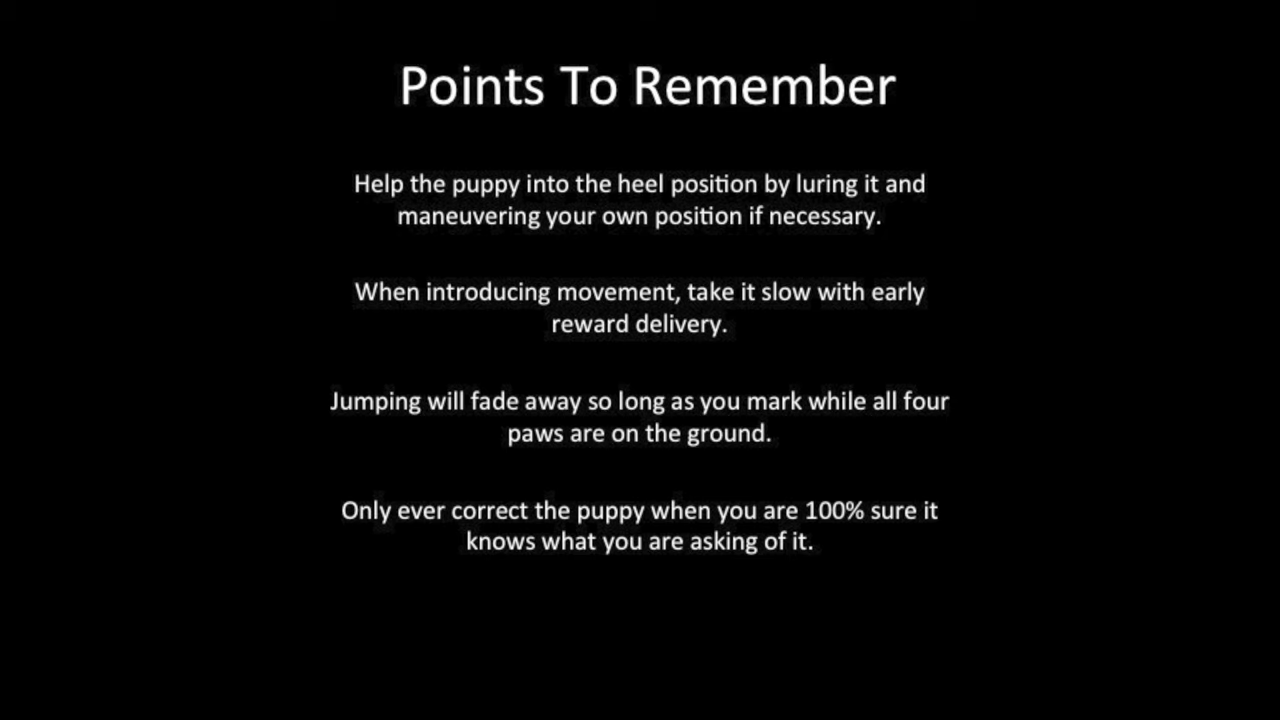 Points To Remember
Help the puppy into the heel position by luring it and
maneuvering your own position if necessary.
When introducing movement, take it slow with early
reward delivery.
Jumping will fade away so long as you mark while all four
paws are on the ground.
Only ever correct the puppy when you are 100% sure it
knows what you are asking of it.